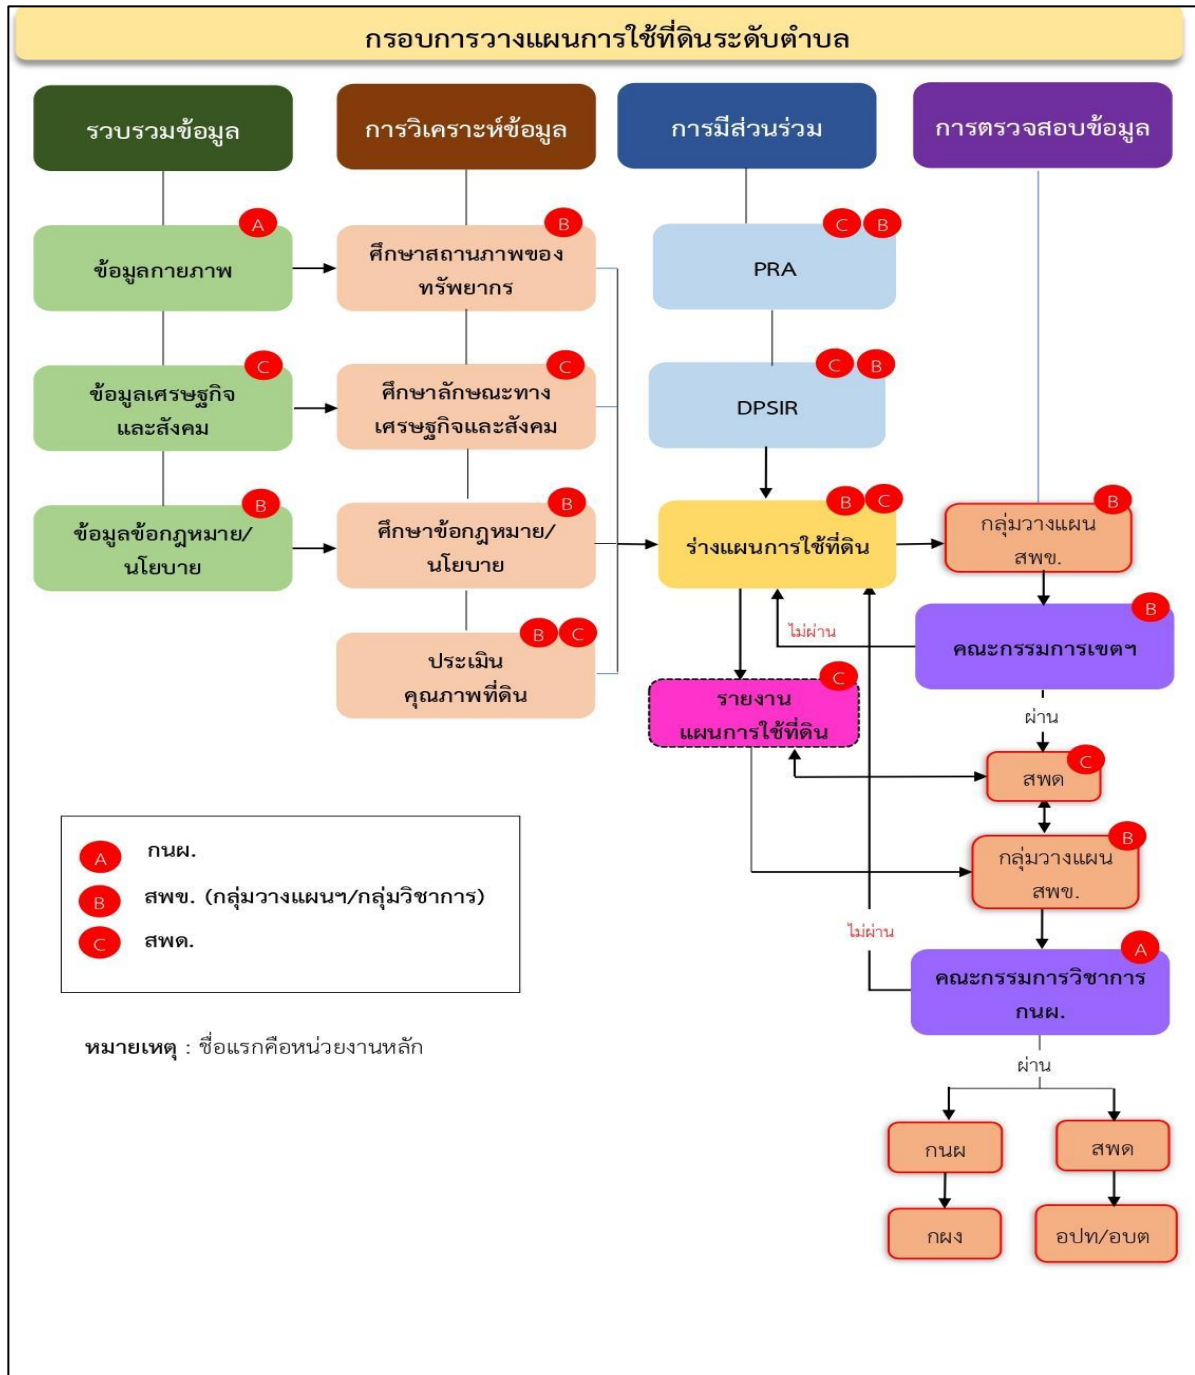 กรอบการวางแผนการใช้ที่ดินระดับตำบล
รวบรวมข้อมูล
การวิเคราะห์ข้อมูล
การมีส่วนร่วม
การตรวจสอบข้อมูล
A
ข้อมูลกายภาพ
B
ศึกษาสถานภาพของ
ทรัพยากร
C B
PRA
C
ข้อมูลเศรษฐกิจ
และสังคม
C
ศึกษาลักษณะทาง
เศรษฐกิจและสังคม
C B
DPSIR
B
ข้อมูลข้อกฎหมาย/
นโยบาย
B
ศึกษาข้อกฎหมาย/
นโยบาย
B C
ร่างแผนการใช้ที่ดิน
B
กลุ่มวางแผน
สพข.
B C
ประเมิน
คุณภาพที่ดิน
ไม่ผ่าน
B
คณะกรรมการเขตฯ
C
รายงาน
แผนการใช้ที่ดิน
ผ่าน
C
สพด
B
กลุ่มวางแผน
สพข.
ไม่ผ่าน
A
คณะกรรมการวิชาการ
กนผ.
ผ่าน
กนผ
สพด
กผง
อปท/อบต
A กนผ.
B สพข. (กลุ่มวางแผนฯ/กลุ่มวิชาการ)
C สพด.
หมายเหตุ : ชื่อแรกคือหน่วยงานหลัก